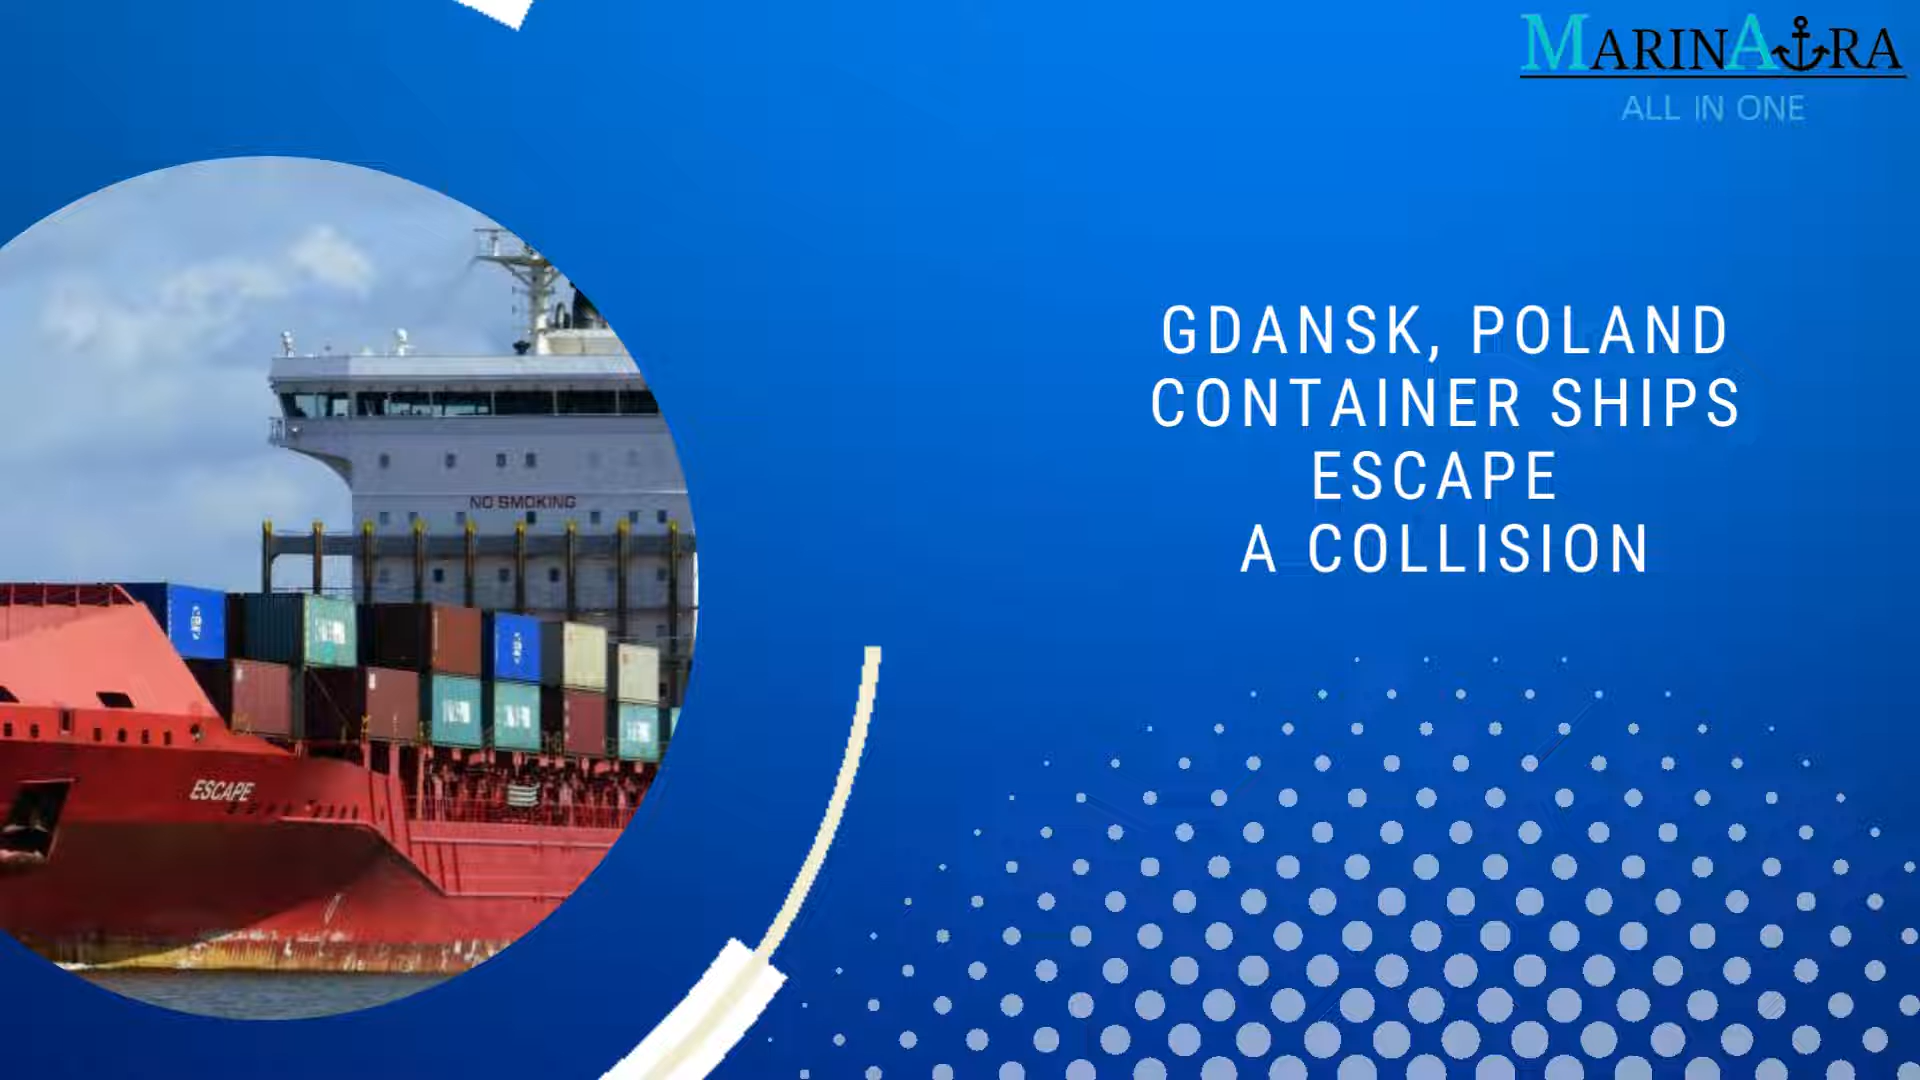 MARINAURA
ALL IN ONE
GDANSK, POLAND
CONTAINER SHIPS
ESCAPE
A COLLISION
NO SMOKING
ESCAPE